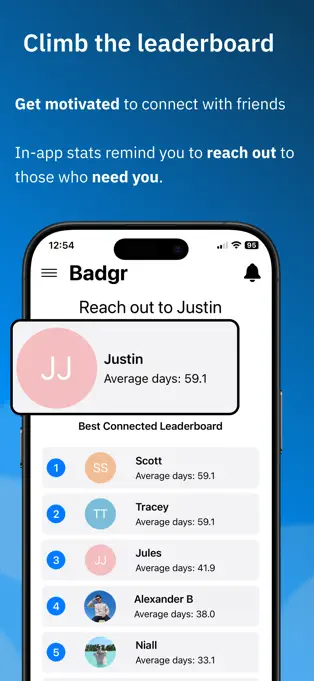 Climb the leaderboard
Get motivated to connect with friends
In-app stats remind you to reach out to
those who need you.
12:54
95
Badgr
Reach out to Justin
JJ
Justin
Average days: 59.1
Best Connected Leaderboard
1
SS
Scott
Average days: 59.1
2
TT
Tracey
Average days: 59.1
3
JJ
Jules
Average days: 41.9
4
Alexander B
Average days: 38.0
5
Niall
Average days: 33.1